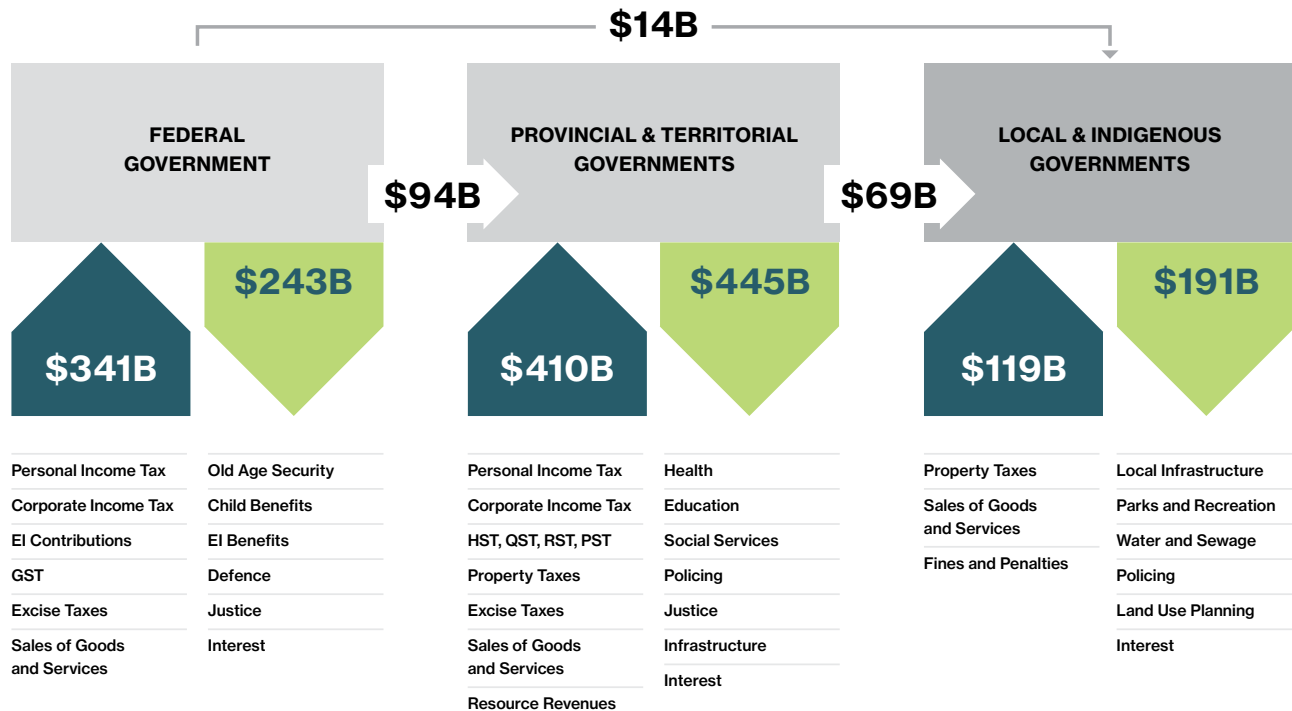 $14B
FEDERAL
GOVERNMENT
$94B
PROVINCIAL & TERRITORIAL
GOVERNMENTS
$69B
LOCAL & INDIGENOUS
GOVERNMENTS
$341B
$243B
$410B
$445B
$119B
$191B
Personal Income Tax
Corporate Income Tax
EI Contributions
GST
Excise Taxes
Sales of Goods
and Services
Old Age Security
Child Benefits
EI Benefits
Defence
Justice
Interest
Personal Income Tax
Corporate Income Tax
HST, QST, RST, PST
Property Taxes
Excise Taxes
Sales of Goods
and Services
Resource Revenues
Health
Education
Social Services
Policing
Justice
Infrastructure
Interest
Property Taxes
Sales of Goods
and Services
Fines and Penalties
Local Infrastructure
Parks and Recreation
Water and Sewage
Policing
Land Use Planning
Interest